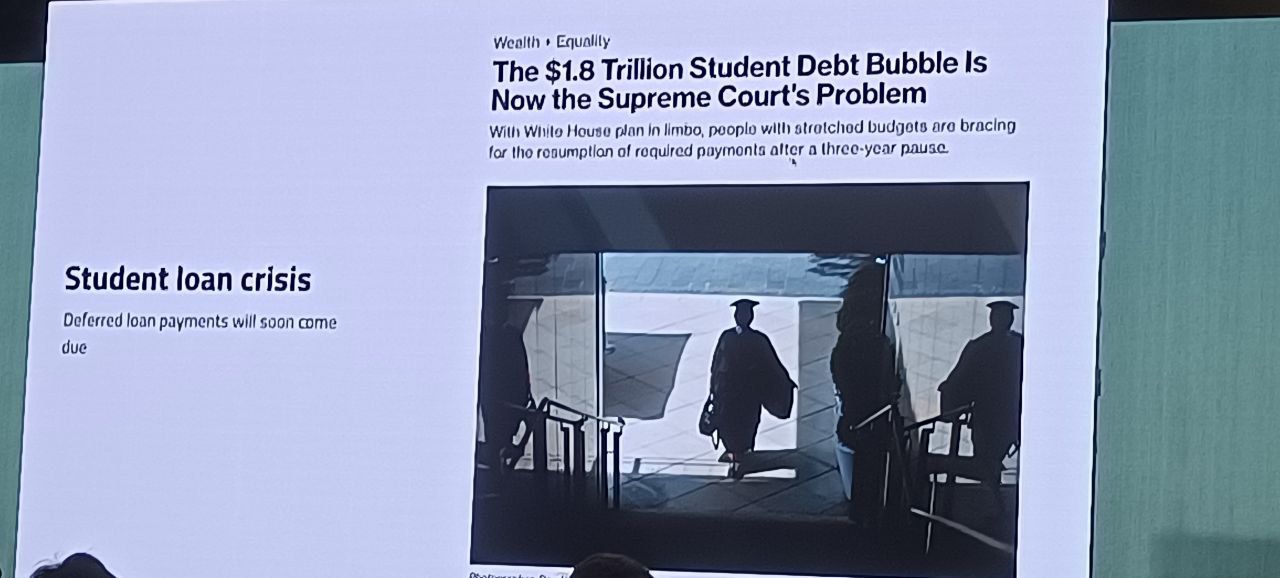 Wealth • Equality
The $1.8 Trillion Student Debt Bubble Is
Now the Supreme Court's Problem
With White House plan in limbo, people with stretched budgets are bracing
for the resumption of required payments after a three-year pause.
Student loan crisis
Deferred loan payments will soon come
due